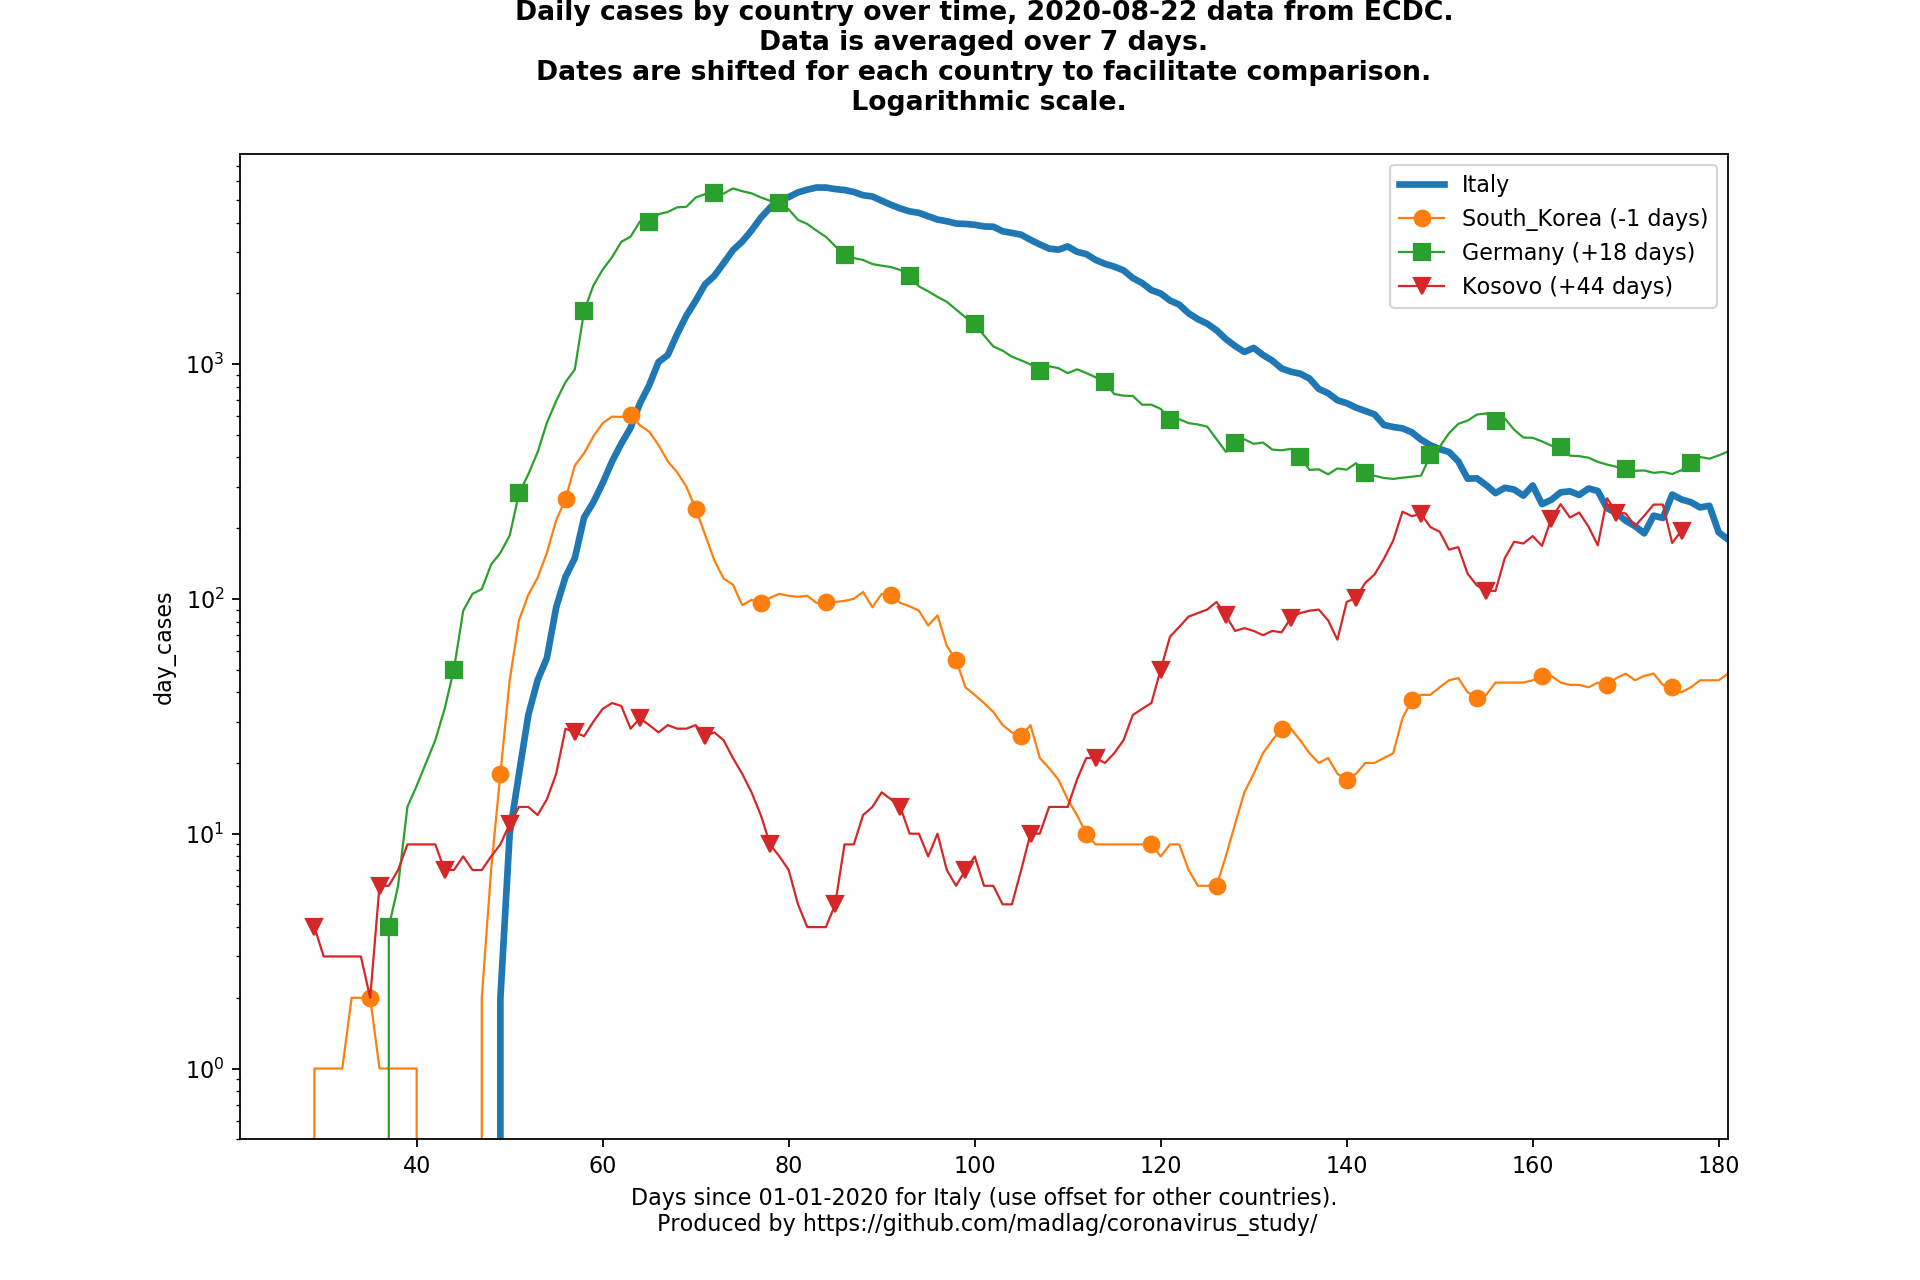 Daily cases by country over time, 2020-08-22 data from ECDC.
Data is averaged over 7 days.
Dates are shifted for each country to facilitate comparison.
Logarithmic scale.
Italy
South_Korea (-1 days)
Germany (+18 days)
Kosovo (+44 days)
day_cases
10³
10²
10¹
10⁰
40 60 80 100 120 140 160 180
Days since 01-01-2020 for Italy (use offset for other countries).
Produced by https://github.com/madlag/coronavirus_study/